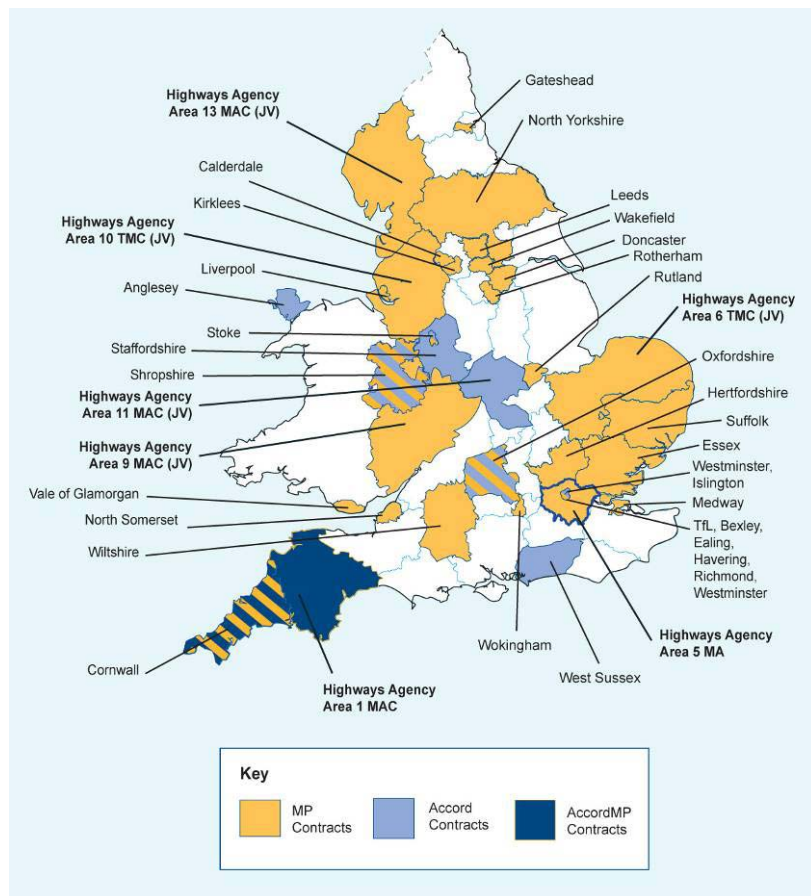 Gateshead
Highways Agency
Area 13 MAC (JV)
North Yorkshire
Calderdale
Kirklees
Leeds
Wakefield
Highways Agency
Area 10 TMC (JV)
Doncaster
Rotherham
Liverpool
Rutland
Anglesey
Highways Agency
Area 6 TMC (JV)
Stoke
Staffordshire
Oxfordshire
Shropshire
Hertfordshire
Highways Agency
Area 11 MAC (JV)
Suffolk
Essex
Highways Agency
Area 9 MAC (JV)
Westminster,
Islington
Vale of Glamorgan
Medway
North Somerset
TfL, Bexley,
Ealing,
Havering,
Richmond,
Westminster
Wiltshire
Wokingham
Highways Agency
Area 5 MA
Cornwall
West Sussex
Highways Agency
Area 1 MAC
Key
MP
Contracts
Accord
Contracts
AccordMP
Contracts